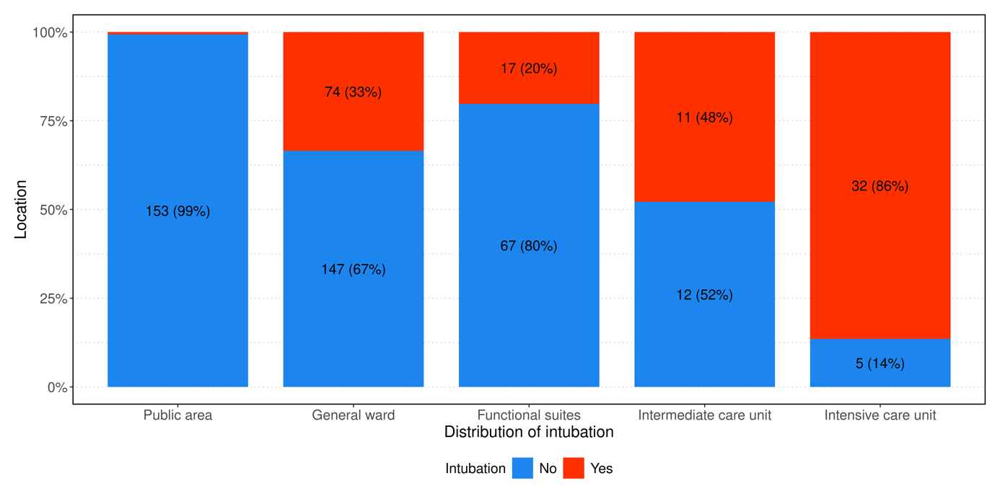 100%
75%
50%
25%
0%
Location
153 (99%)
74 (33%)
147 (67%)
17 (20%)
67 (80%)
11 (48%)
12 (52%)
32 (86%)
5 (14%)
Public area
General ward
Functional suites
Intermediate care unit
Intensive care unit
Distribution of intubation
Intubation No Yes